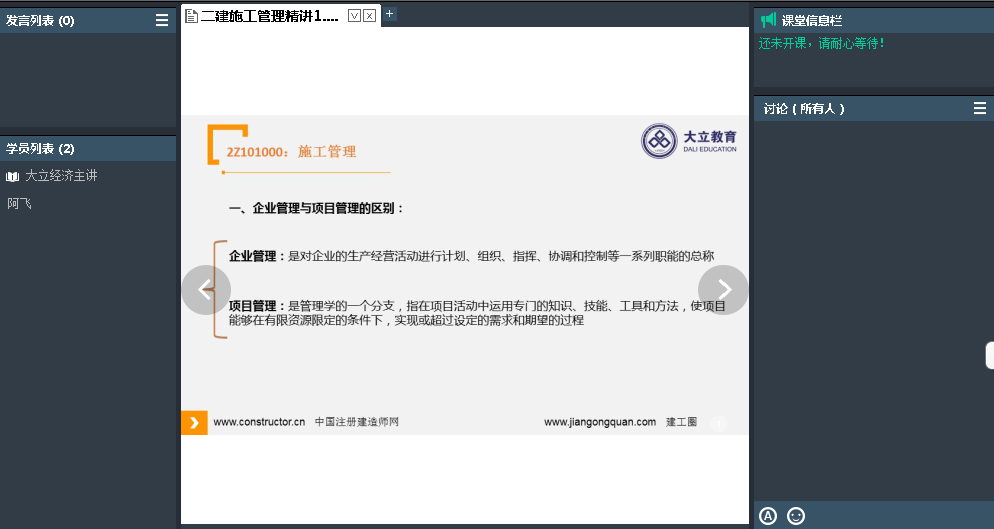 发言列表 (0)
学员列表 (2)
大立经济主讲
阿飞
二建施工管理精讲1....
2Z101000：施工管理
大立教育
DALI EDUCATION
一、企业管理与项目管理的区别：
企业管理：是对企业的生产经营活动进行计划、组织、指挥、协调和控制等一系列职能的总称
项目管理：是管理学的一个分支，指在项目活动中运用专门的知识、技能、工具和方法，使项目
能够在有限资源限定的条件下，实现或超过设定的需求和期望的过程
www.constructor.cn 中国注册建造师网
www.jiangongquan.com 建工圈
课堂信息栏
还未开课，请耐心等待！
讨论 ( 所有人 )